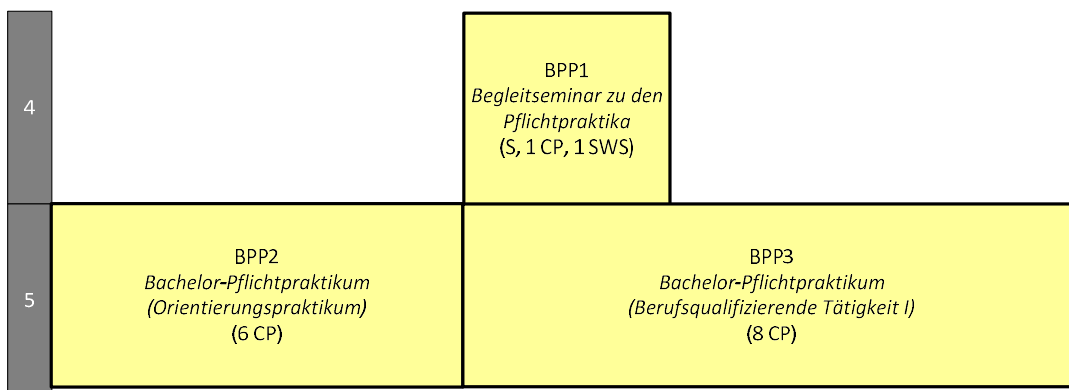 4
BPP1
Begleitseminar zu den
Pflichtpraktika
(S, 1 CP, 1 SWS)
5
BPP2
Bachelor-Pflichtpraktikum
(Orientierungspraktikum)
(6 CP)
BPP3
Bachelor-Pflichtpraktikum
(Berufsqualifizierende Tätigkeit I)
(8 CP)